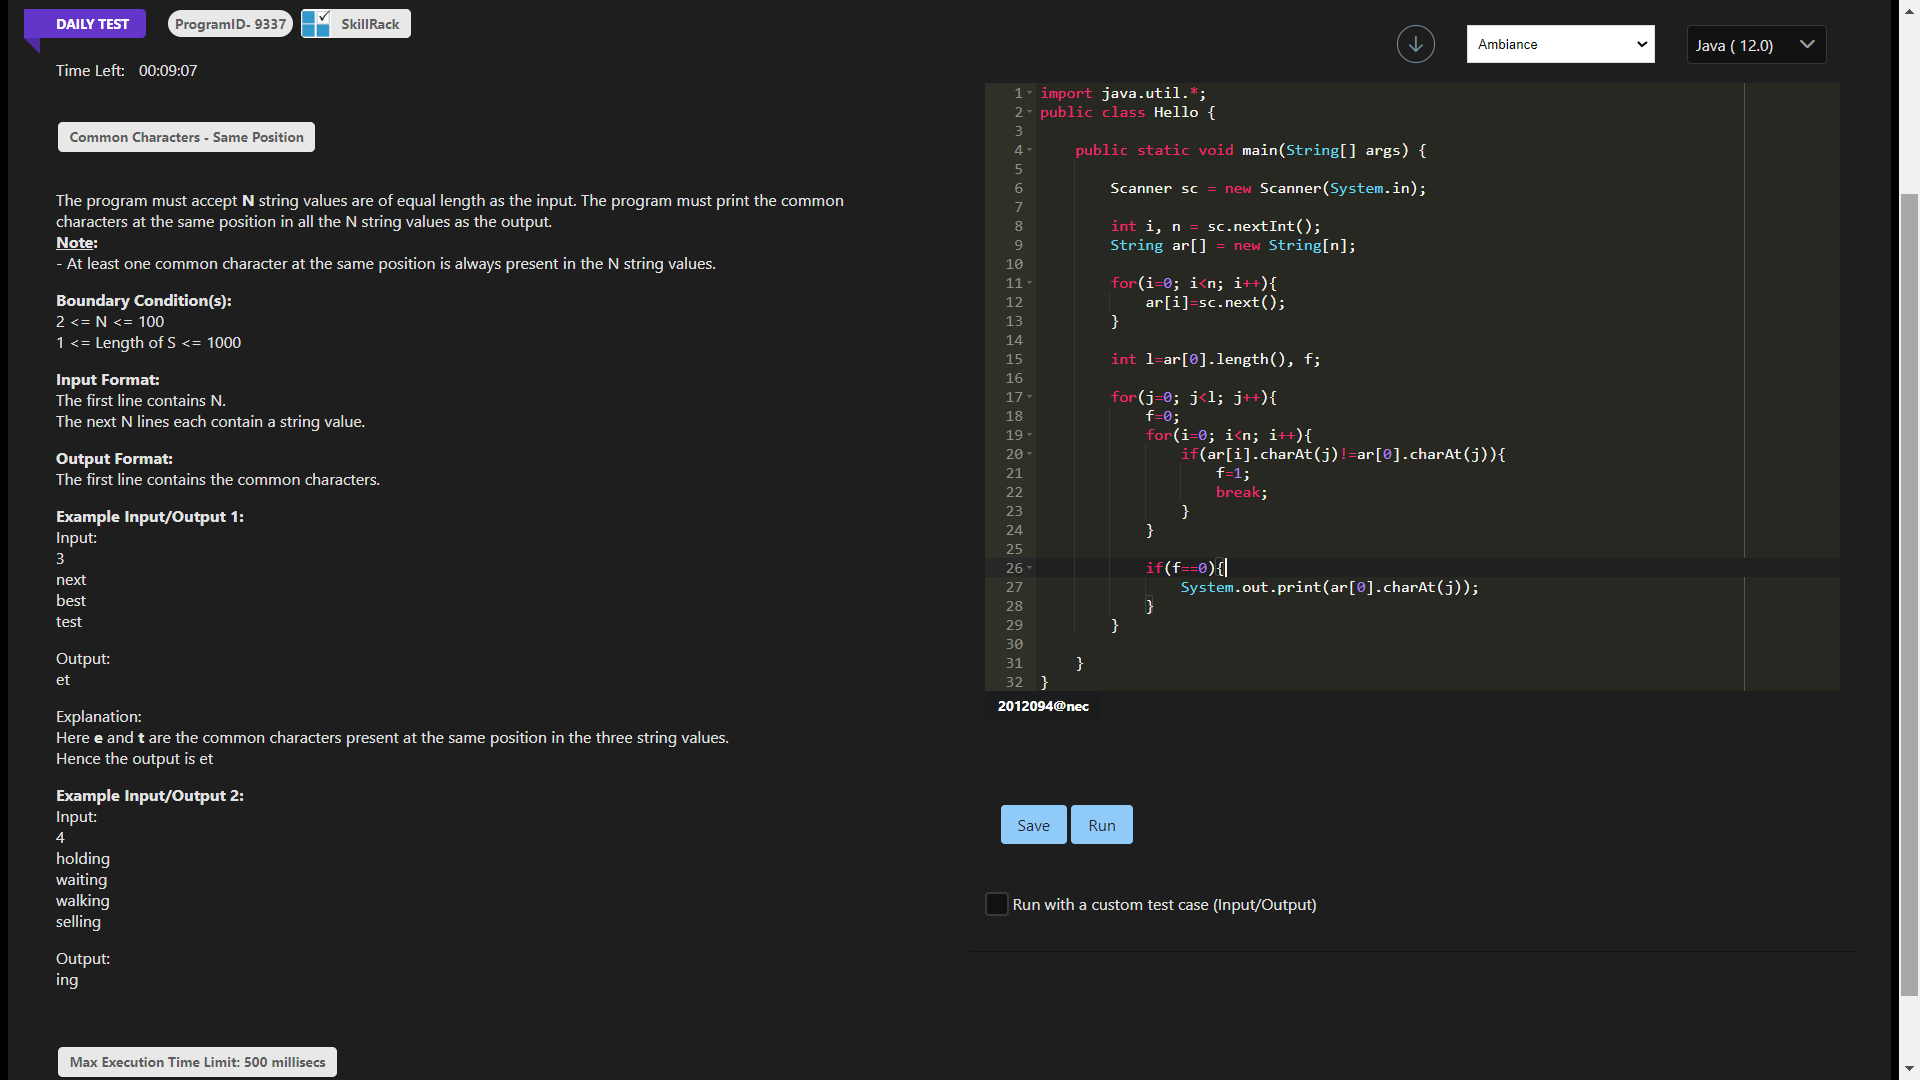 DAILY TEST
ProgramID- 9337
SkillRack
Time Left: 00:09:07
Common Characters - Same Position
The program must accept N string values are of equal length as the input. The program must print the common
characters at the same position in all the N string values as the output.
Note:
- At least one common character at the same position is always present in the N string values.
Boundary Condition(s):
2 <= N <= 100
1 <= Length of S <= 1000
Input Format:
The first line contains N.
The next N lines each contain a string value.
Output Format:
The first line contains the common characters.
Example Input/Output 1:
Input:
3
next
best
test
Output:
et
Explanation:
Here e and t are the common characters present at the same position in the three string values.
Hence the output is et
Example Input/Output 2:
Input:
4
holding
waiting
walking
selling
Output:
ing
Max Execution Time Limit: 500 millisecs
Ambiance
Java ( 12.0)
1 import java.util.*;
2 public class Hello {
3
4     public static void main(String[] args) {
5
6         Scanner sc = new Scanner(System.in);
7
8         int i, n = sc.nextInt();
9         String ar[] = new String[n];
10
11         for(i=0; i<n; i++){
12             ar[i]=sc.next();
13         }
14
15         int l=ar[0].length(), f;
16
17         for(j=0; j<l; j++){
18             f=0;
19             for(i=0; i<n; i++){
20                 if(ar[i].charAt(j)!=ar[0].charAt(j)){
21                     f=1;
22                     break;
23                 }
24             }
25
26             if(f==0){
27                 System.out.print(ar[0].charAt(j));
28             }
29         }
30
31     }
32 }
2012094@nec
Save
Run
Run with a custom test case (Input/Output)